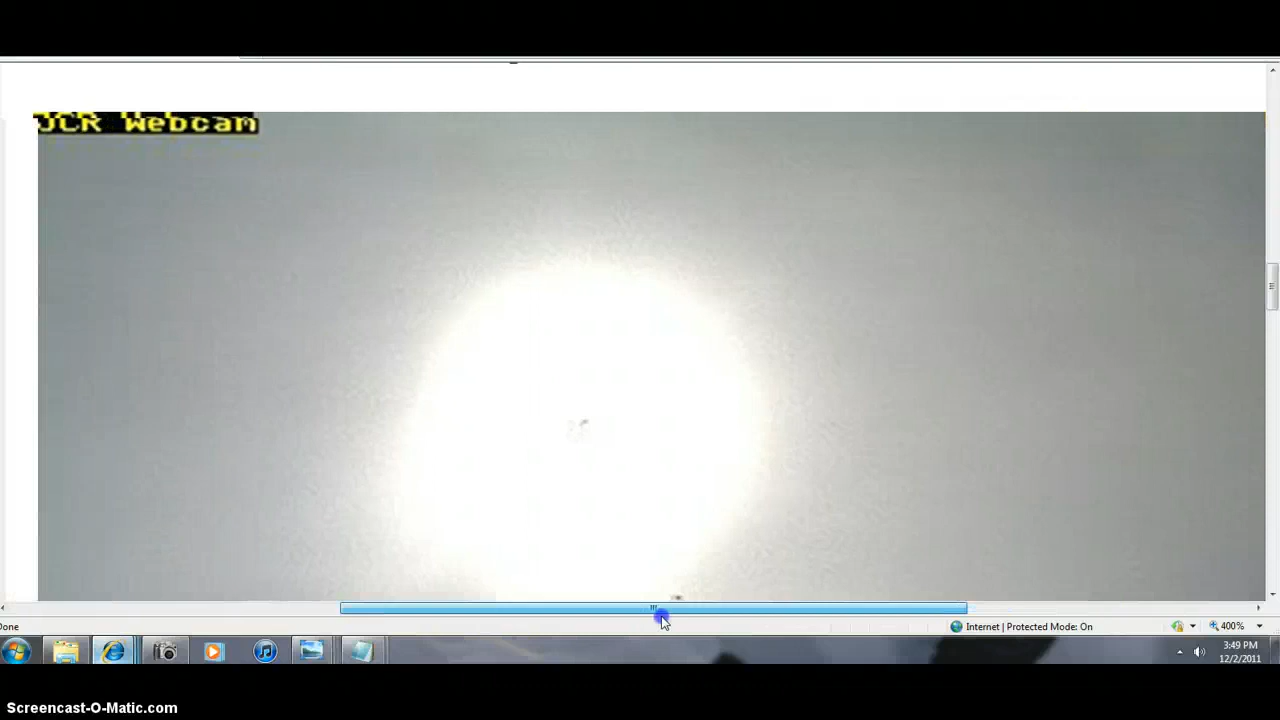 JCR Webcam
Done
Internet | Protected Mode: On
400%
3:49 PM
12/2/2011
Screencast-O-Matic.com